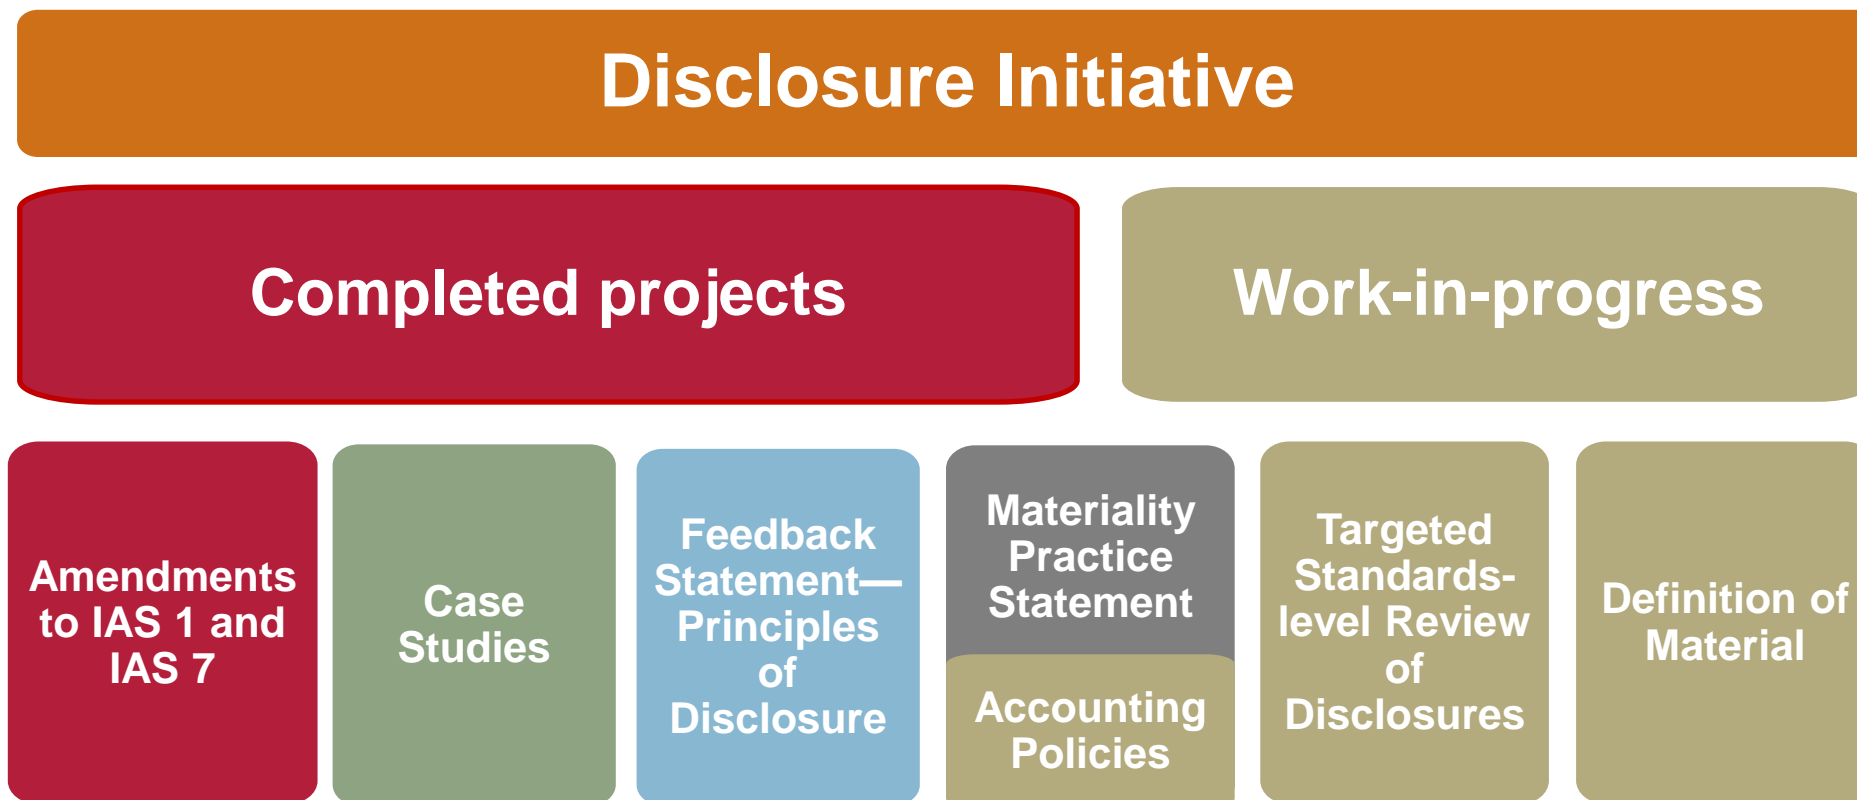 Disclosure Initiative
Completed projects
Work-in-progress
Amendments
to IAS 1 and
IAS 7
Case
Studies
Feedback
Statement—
Principles
of
Disclosure
Materiality
Practice
Statement
Accounting
Policies
Targeted
Standards-
level Review
of
Disclosures
Definition of
Material